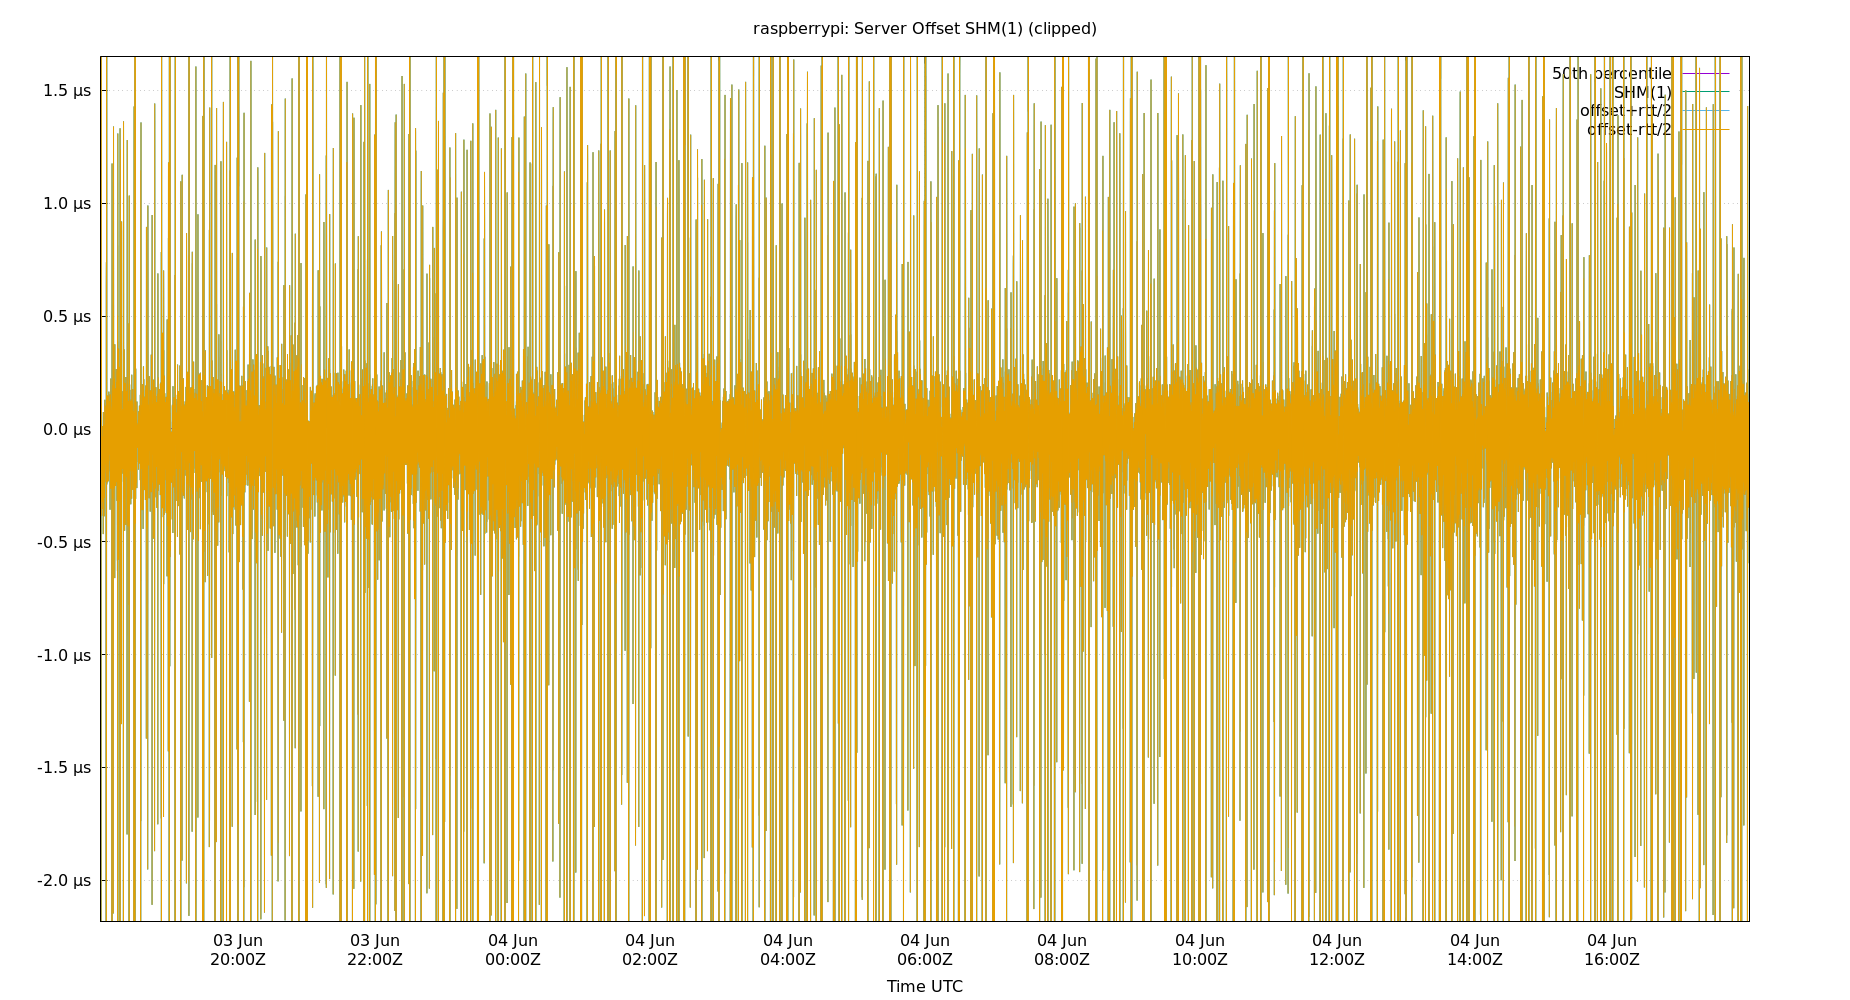 raspberrypi: Server Offset SHM(1) (clipped)
50th percentile
SHM(1)
offset+rtt/2
offset-rtt/2
1.5 µs
1.0 µs
0.5 µs
0.0 µs
-0.5 µs
-1.0 µs
-1.5 µs
-2.0 µs
03 Jun 03 Jun 04 Jun 04 Jun 04 Jun 04 Jun 04 Jun 04 Jun 04 Jun 04 Jun 04 Jun
20:00Z 22:00Z 00:00Z 02:00Z 04:00Z 06:00Z 08:00Z 10:00Z 12:00Z 14:00Z 16:00Z
Time UTC